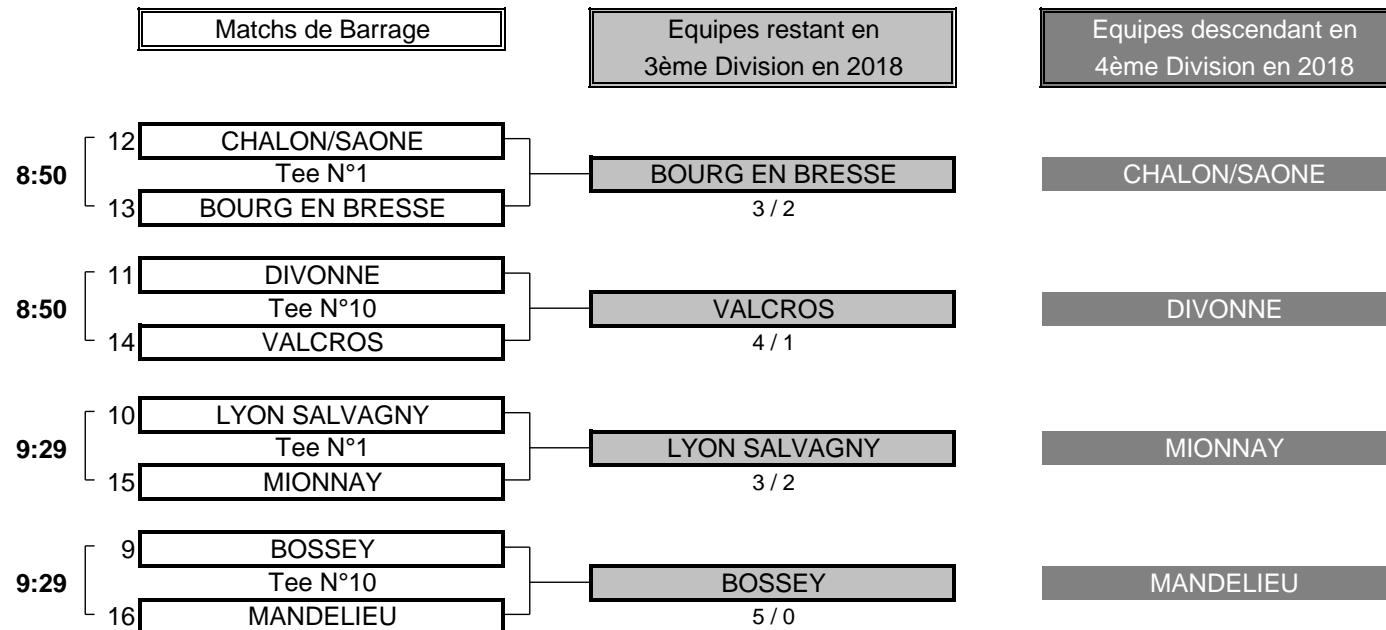 Matchs de Barrage
Equipes restant en
3ème Division en 2018
Equipes descendant en
4ème Division en 2018
12 CHALON/SAONE
8:50 Tee N°1 BOURG EN BRESSE CHALON/SAONE
13 BOURG EN BRESSE 3 / 2
11 DIVONNE
8:50 Tee N°10 VALCROS DIVONNE
14 VALCROS 4 / 1
10 LYON SALVAGNY
9:29 Tee N°1 LYON SALVAGNY MIONNAY
15 MIONNAY 3 / 2
9 BOSSEY
9:29 Tee N°10 BOSSEY MANDELIEU
16 MANDELIEU 5 / 0